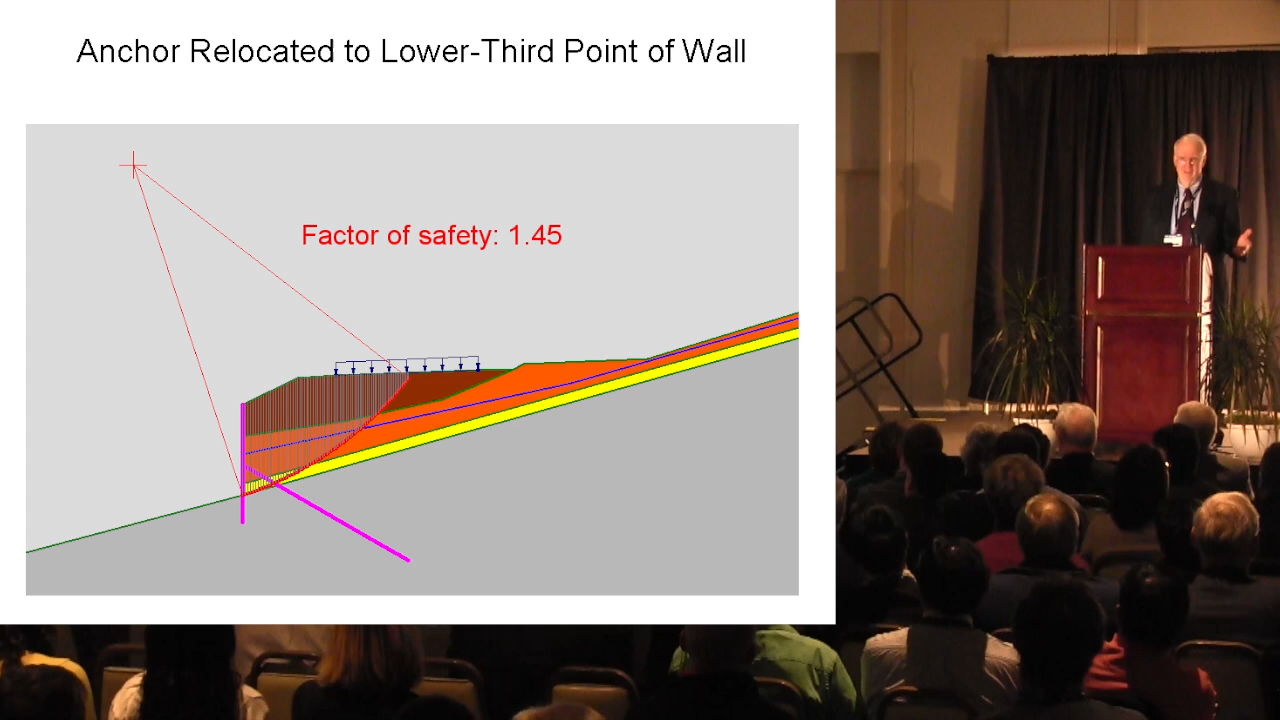 Anchor Relocated to Lower-Third Point of Wall
Factor of safety: 1.45